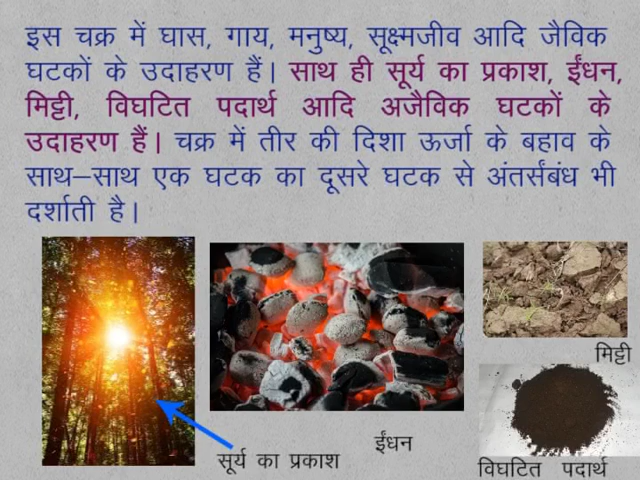 इस चक्र में घास, गाय, मनुष्य, सूक्ष्मजीव आदि जैविक
घटकों के उदाहरण हैं। साथ ही सूर्य का प्रकाश, ईंधन,
मिट्टी, विघटित पदार्थ आदि अजैविक घटकों के
उदाहरण हैं। चक्र में तीर की दिशा ऊर्जा के बहाव के
साथ–साथ एक घटक का दूसरे घटक से अंतर्संबंध भी
दर्शाती है।
मिट्टी
ईंधन
सूर्य का प्रकाश
विघटित पदार्थ